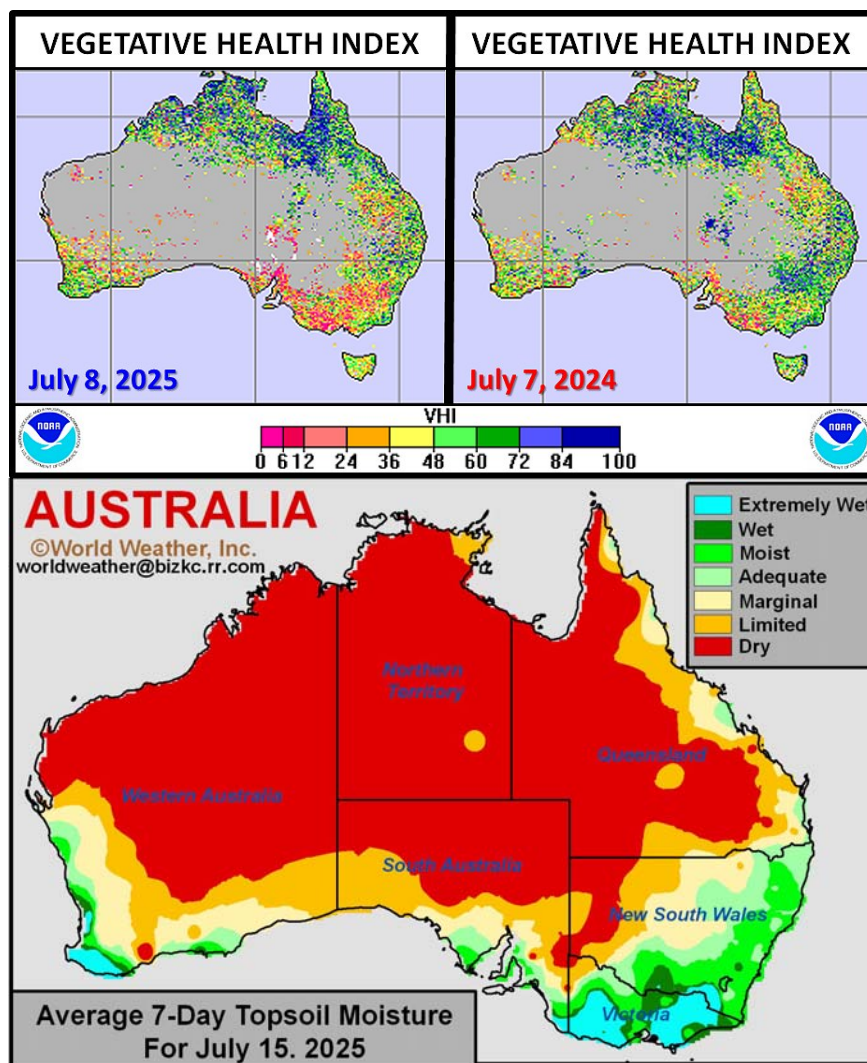 VEGETATIVE HEALTH INDEX
VEGETATIVE HEALTH INDEX
July 8, 2025
July 7, 2024
NOAA
VHI
NOAA
0 6 12 24 36 48 60 72 84 100
AUSTRALIA
©World Weather, Inc.
worldweather@bizkc.rr.com
Extremely Wet
Wet
Moist
Adequate
Marginal
Limited
Dry
Northern
Territory
Queensland
Western Australia
South Australia
New South Wales
Victoria
Average 7-Day Topsoil Moisture
For July 15. 2025